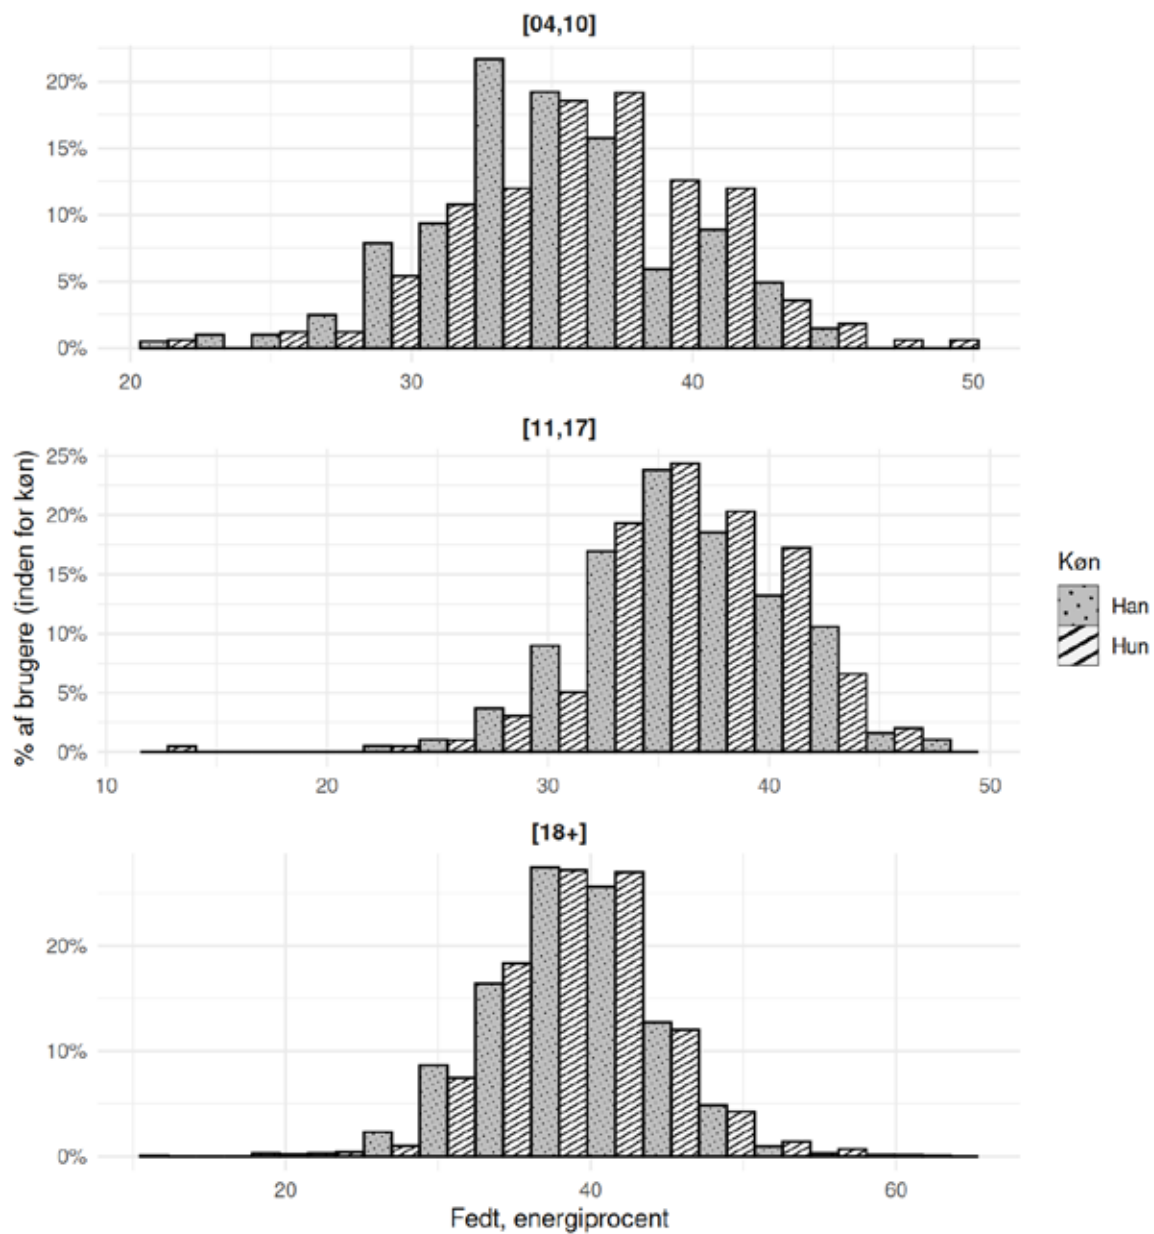 [04,10]
20%
15%
10%
5%
0%
20 30 40 50
[11,17]
25%
20%
15%
10%
5%
0%
10 20 30 40 50
% af brugere (inden for køn)
Køn
Han
Hun
[18+]
20%
10%
0%
20 40 60
Fedt, energiprocent